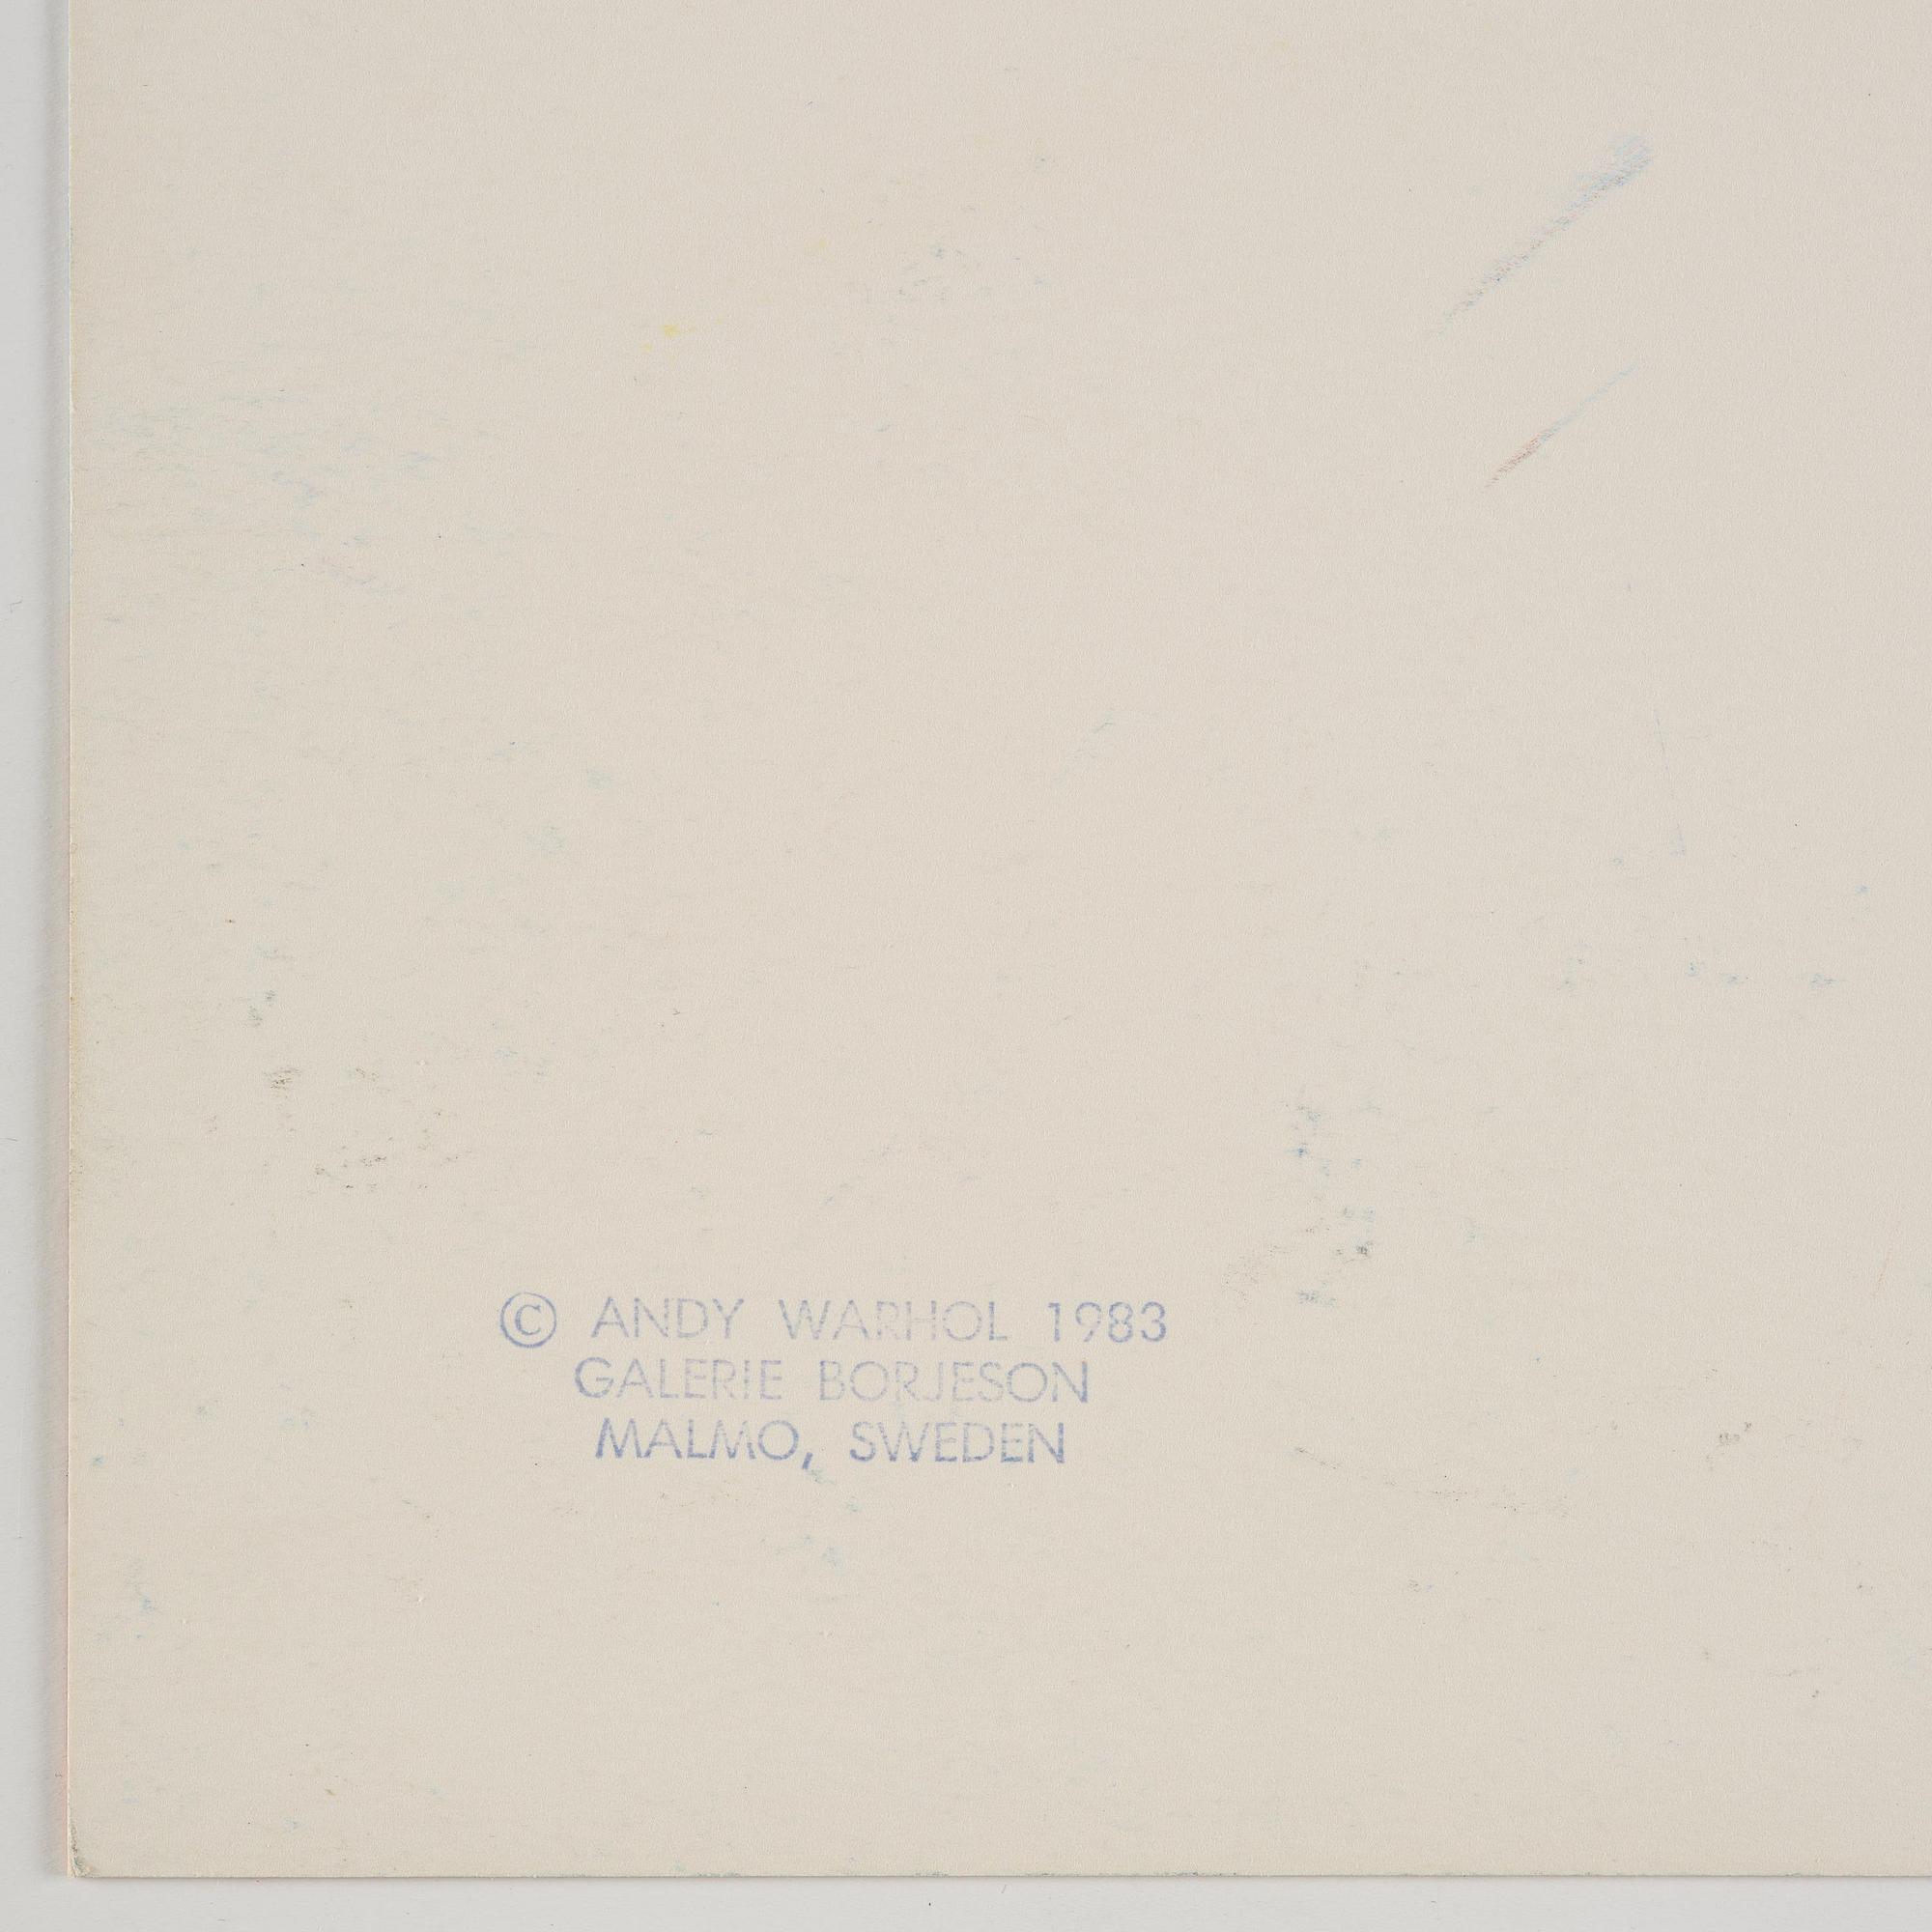 © ANDY WARHOL 1983
GALERIE BORJESON
MALMO, SWEDEN